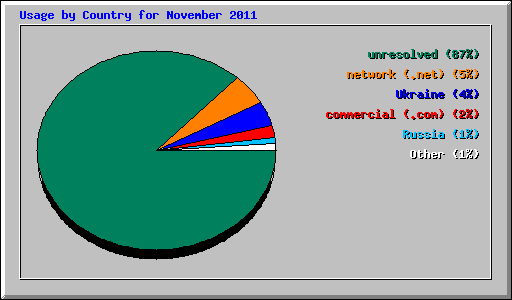 Usage by Country for November 2011
unresolved (87%)
network (.net) (5%)
Ukraine (4%)
commercial (.com) (2%)
Russia (1%)
Other (1%)